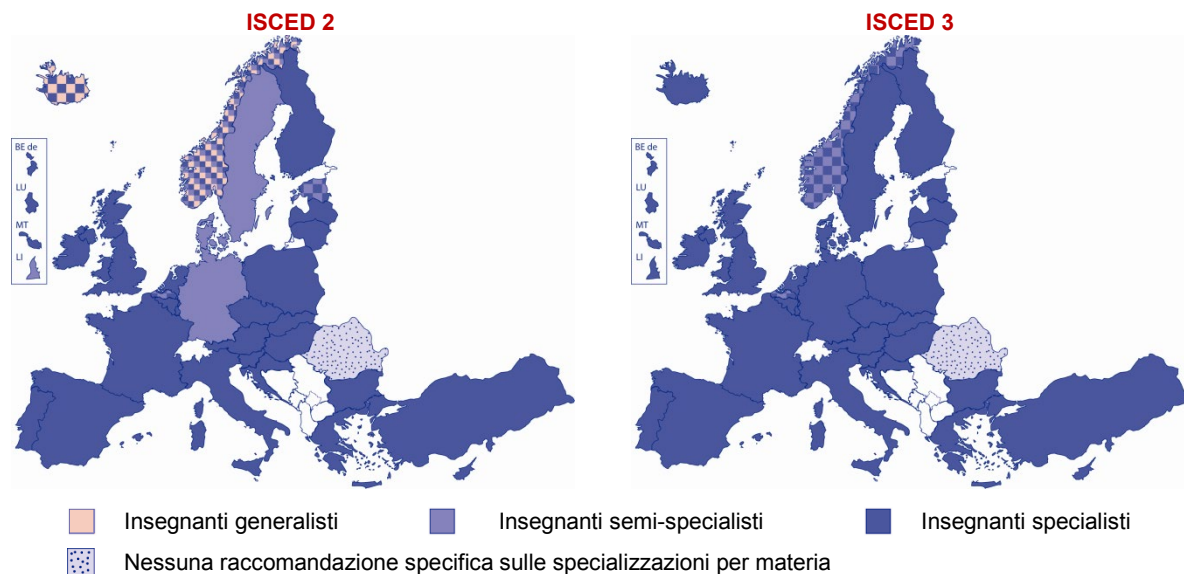 ISCED 2
ISCED 3
BE de
LU
MT
LI
BE de
LU
MT
LI
Insegnanti generalisti
Insegnanti semi-specialisti
Insegnanti specialisti
Nessuna raccomandazione specifica sulle specializzazioni per materia